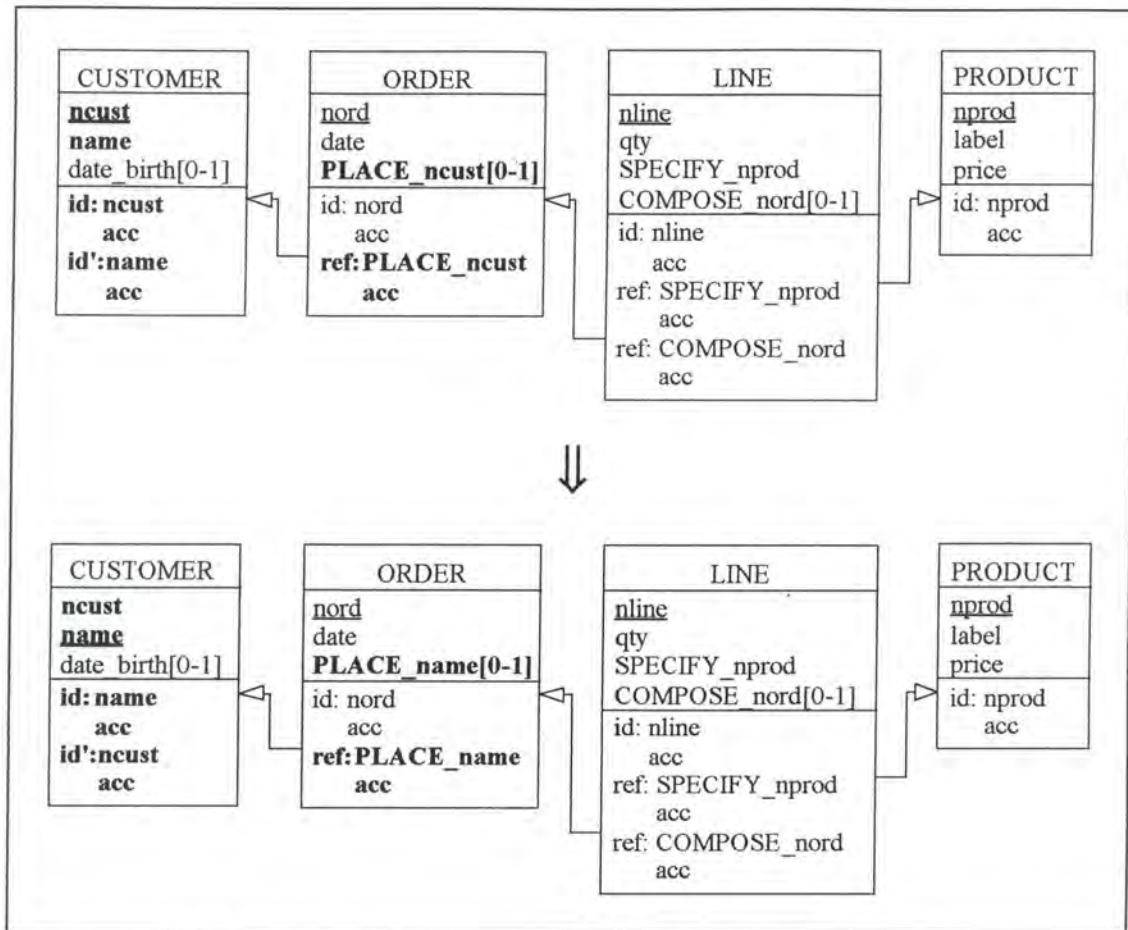 CUSTOMER
ncust
name
date_birth[0-1]
id: ncust
acc
id':name
acc
ORDER
nord
date
PLACE_ncust[0-1]
id: nord
acc
ref:PLACE_ncust
acc
LINE
nline
qty
SPECIFY_nprod
COMPOSE_nord[0-1]
id: nline
acc
ref: SPECIFY_nprod
acc
ref: COMPOSE_nord
acc
PRODUCT
nprod
label
price
id: nprod
acc
⇓
CUSTOMER
ncust
name
date_birth[0-1]
id: name
acc
id':ncust
acc
ORDER
nord
date
PLACE_name[0-1]
id: nord
acc
ref:PLACE_name
acc
LINE
nline
qty
SPECIFY_nprod
COMPOSE_nord[0-1]
id: nline
acc
ref: SPECIFY_nprod
acc
ref: COMPOSE_nord
acc
PRODUCT
nprod
label
price
id: nprod
acc